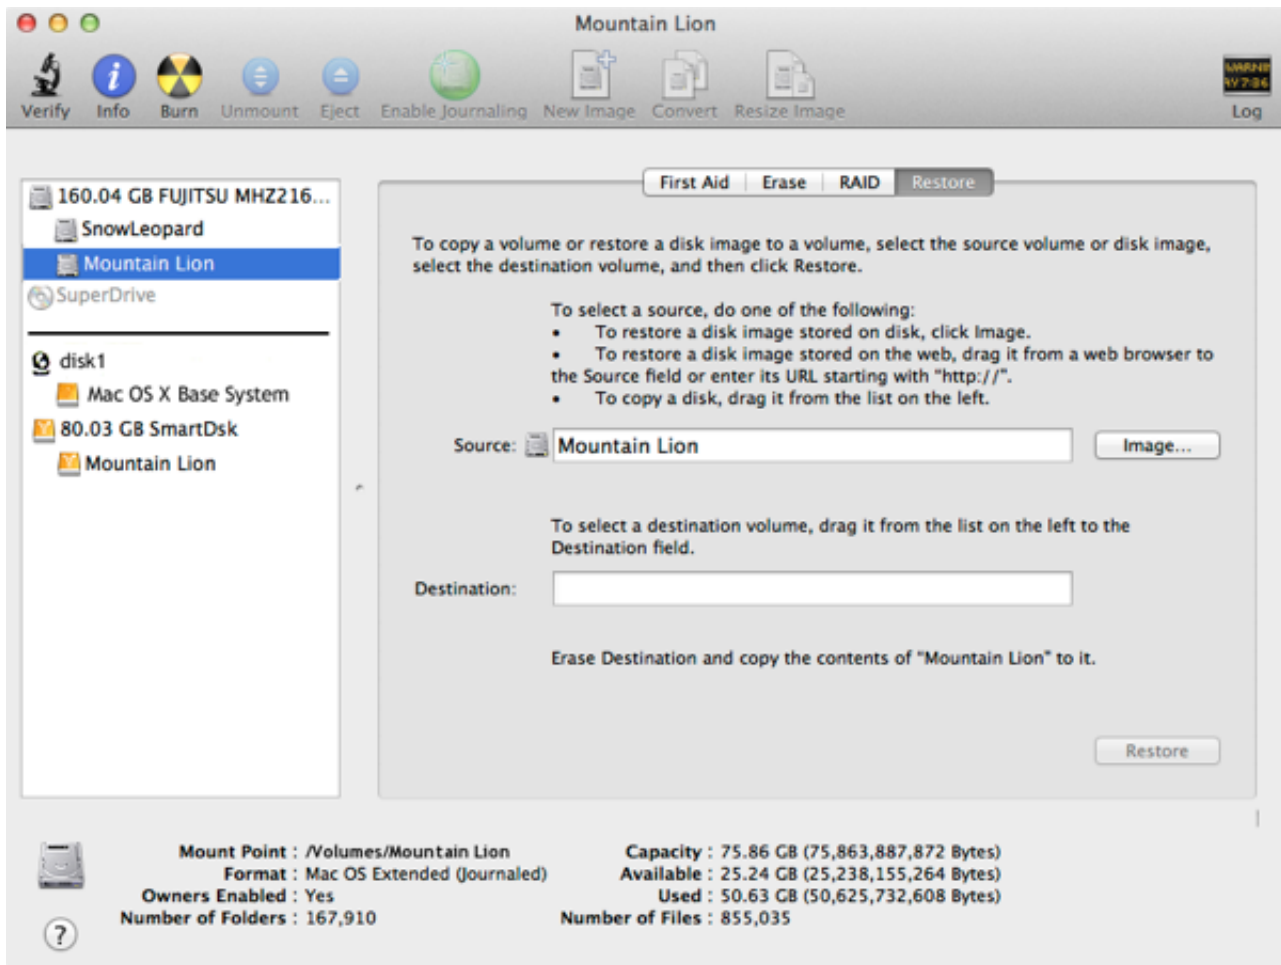 Mountain Lion
Verify Info Burn Unmount Eject Enable Journaling New Image Convert Resize Image Log
160.04 GB FUJITSU MHZ216...
SnowLeopard
Mountain Lion
SuperDrive
disk1
Mac OS X Base System
80.03 GB SmartDsk
Mountain Lion
First Aid Erase RAID Restore
To copy a volume or restore a disk image to a volume, select the source volume or disk image,
select the destination volume, and then click Restore.
To select a source, do one of the following:
• To restore a disk image stored on disk, click Image.
• To restore a disk image stored on the web, drag it from a web browser to
the Source field or enter its URL starting with "http://".
• To copy a disk, drag it from the list on the left.
Source: Mountain Lion Image...
To select a destination volume, drag it from the list on the left to the
Destination field.
Destination:
Erase Destination and copy the contents of "Mountain Lion" to it.
Restore
Mount Point : /Volumes/Mountain Lion Capacity : 75.86 GB (75,863,887,872 Bytes)
Format : Mac OS Extended (Journaled) Available : 25.24 GB (25,238,155,264 Bytes)
Owners Enabled : Yes Used : 50.63 GB (50,625,732,608 Bytes)
Number of Folders : 167,910 Number of Files : 855,035
?